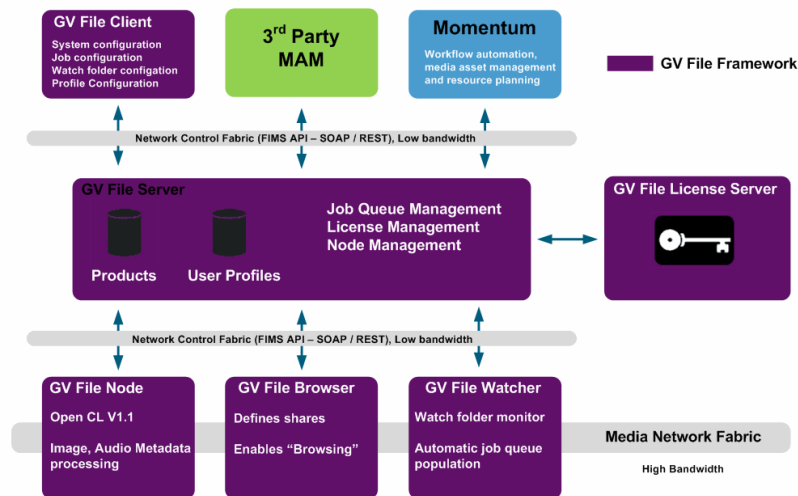 GV File Client
System configuration
Job configuration
Watch folder configation
Profile Configuration
3rd Party
MAM
Momentum
Workflow automation,
media asset management
and resource planning
GV File Framework
Network Control Fabric (FIMS API – SOAP / REST), Low bandwidth
GV File Server
Products
User Profiles
Job Queue Management
License Management
Node Management
GV File License Server
Network Control Fabric (FIMS API – SOAP / REST), Low bandwidth
GV File Node
Open CL V1.1
Image, Audio Metadata
processing
GV File Browser
Defines shares
Enables “Browsing”
GV File Watcher
Watch folder monitor
Automatic job queue
population
Media Network Fabric
High Bandwidth